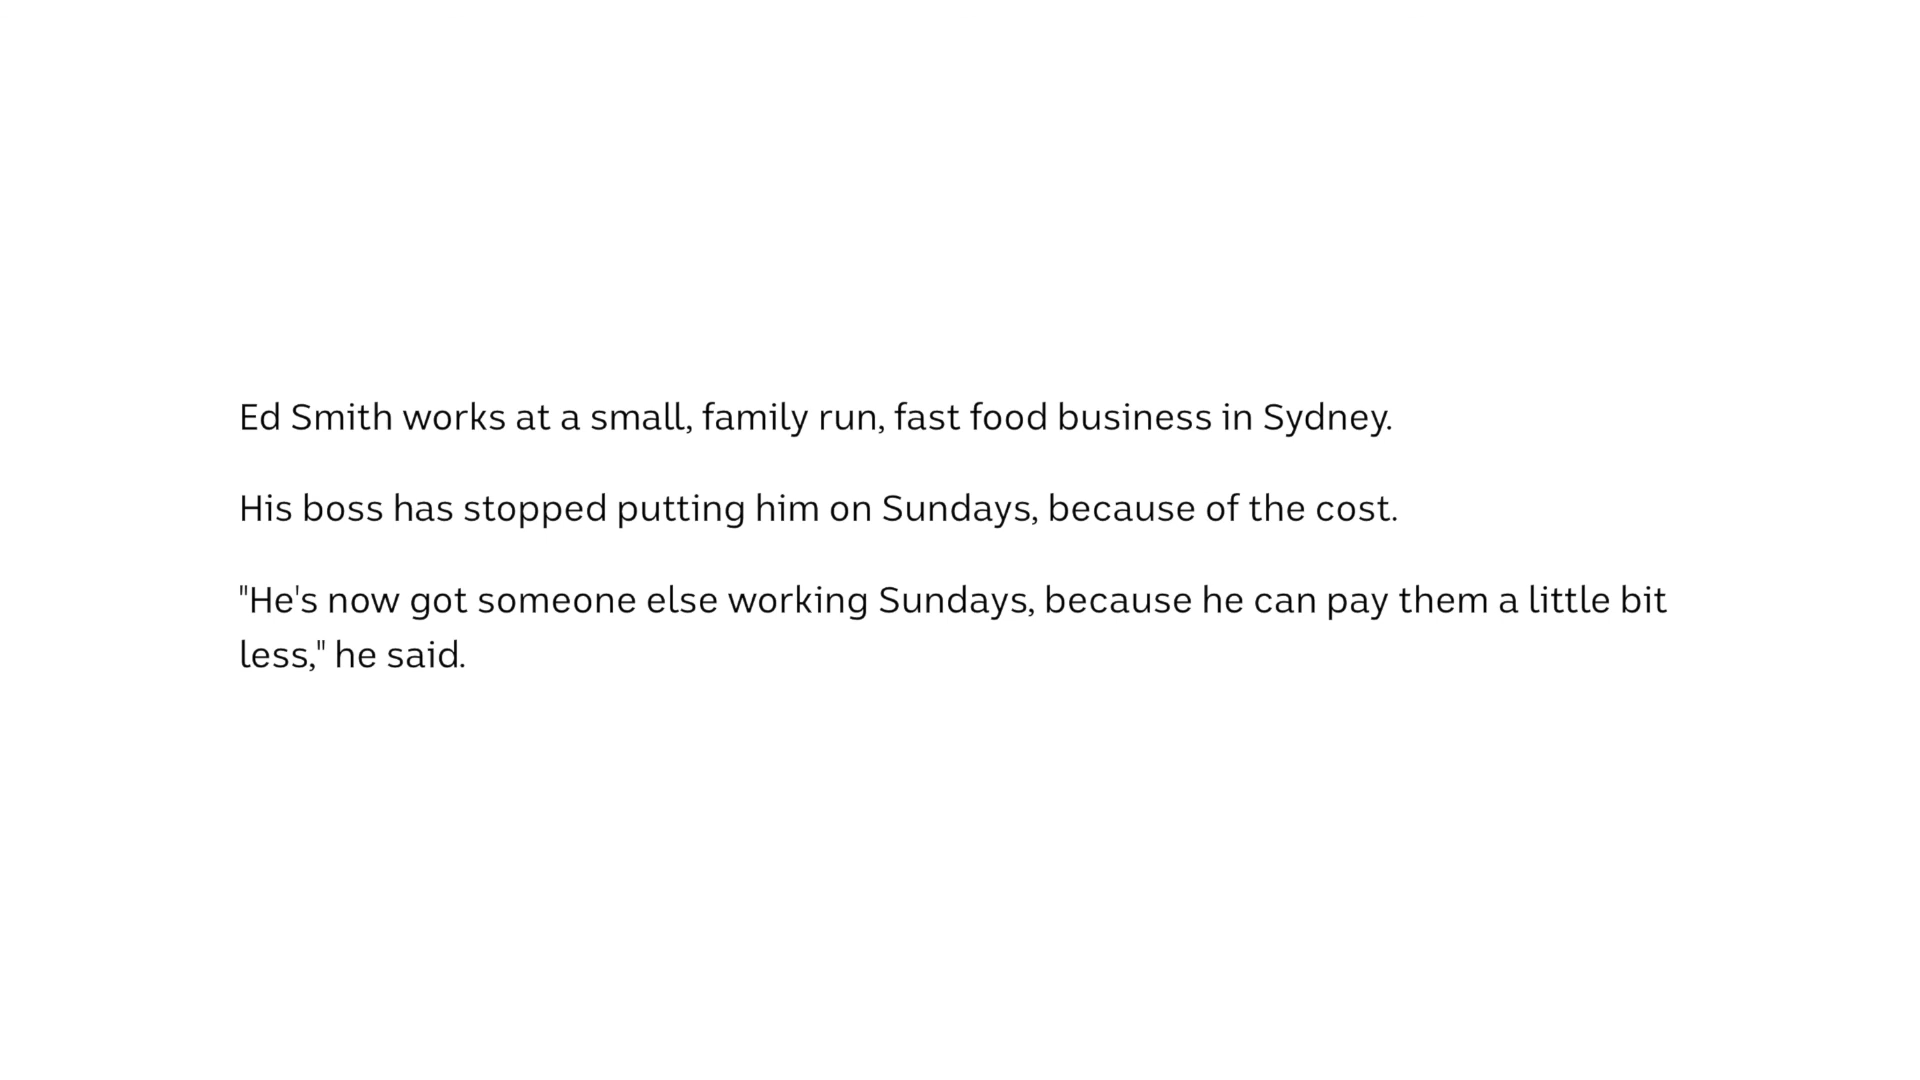 Ed Smith works at a small, family run, fast food business in Sydney.
His boss has stopped putting him on Sundays, because of the cost.
"He's now got someone else working Sundays, because he can pay them a little bit
less," he said.